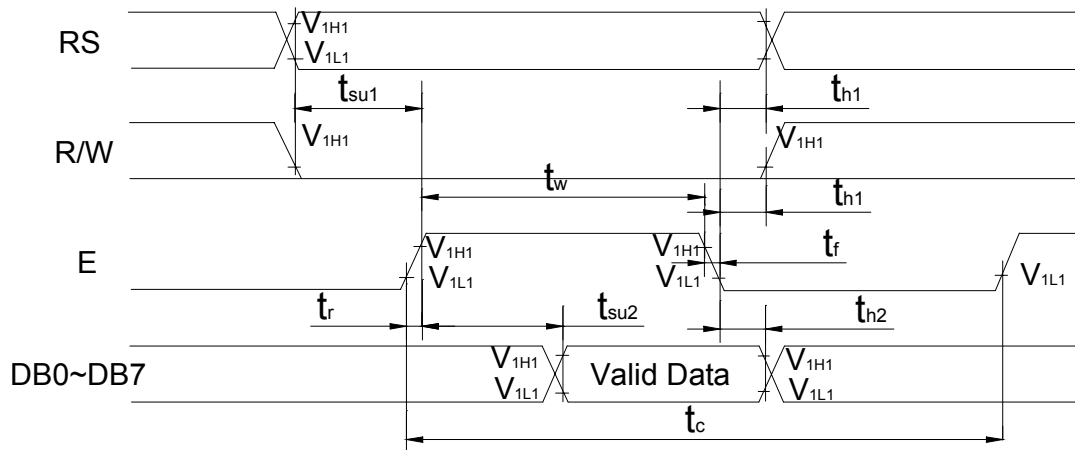 RS
V1H1
V1L1
tsu1
th1
R/W
V1H1
V1H1
tw
th1
E
V1H1
V1L1
V1H1
V1L1
tf
V1L1
tr
tsu2
th2
DB0~DB7
V1H1
V1L1
Valid Data
V1H1
V1L1
tc